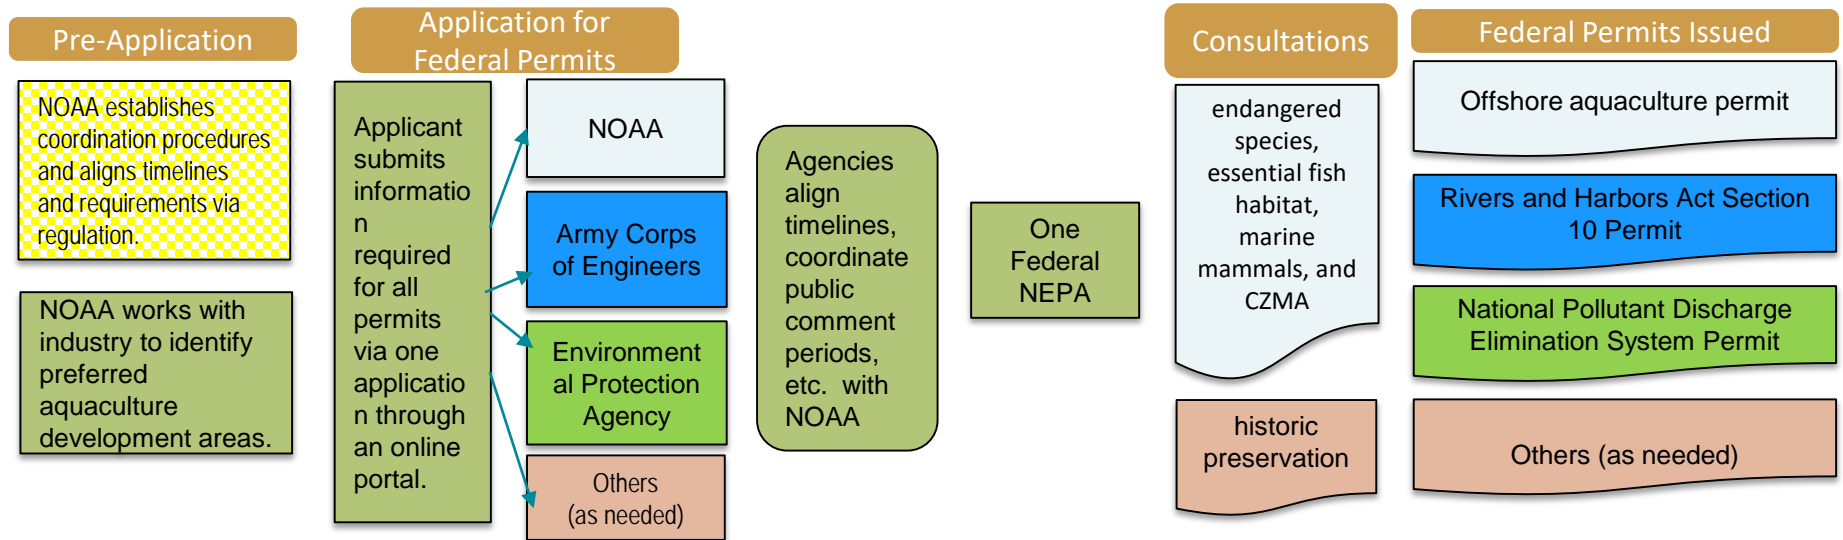 Pre-Application
NOAA establishes
coordination procedures
and aligns timelines
and requirements via
regulation.
NOAA works with
industry to identify
preferred
aquaculture
development areas.
Application for
Federal Permits
Applicant
submits
informatio
n
required
for all
permits
via one
applicatio
n through
an online
portal.
NOAA
Army Corps
of Engineers
Environment
al Protection
Agency
Others
(as needed)
Agencies
align
timelines,
coordinate
public
comment
periods,
etc. with
NOAA
One
Federal
NEPA
Consultations
endangered
species,
essential fish
habitat,
marine
mammals, and
CZMA
historic
preservation
Federal Permits Issued
Offshore aquaculture permit
Rivers and Harbors Act Section
10 Permit
National Pollutant Discharge
Elimination System Permit
Others (as needed)